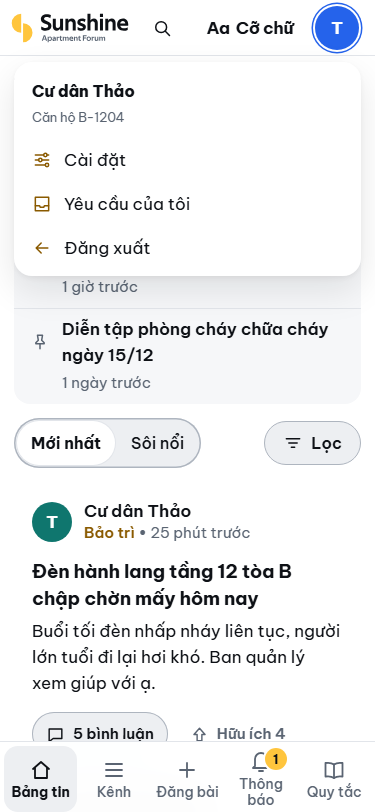 Sunshine
Apartment Forum
Aa Cỡ chữ
T
Cư dân Thảo
Căn hộ B-1204
Cài đặt
Yêu cầu của tôi
Đăng xuất
1 giờ trước
Diễn tập phòng cháy chữa cháy
ngày 15/12
1 ngày trước
Mới nhất
Sôi nổi
Lọc
T
Cư dân Thảo
Bảo trì • 25 phút trước
Đèn hành lang tầng 12 tòa B
chập chờn mấy hôm nay
Buổi tối đèn nhấp nháy liên tục, người
lớn tuổi đi lại hơi khó. Ban quản lý
xem giúp với ạ.
5 bình luận
Hữu ích 4
Bảng tin
Kênh
Đăng bài
1
Thông
báo
Quy tắc